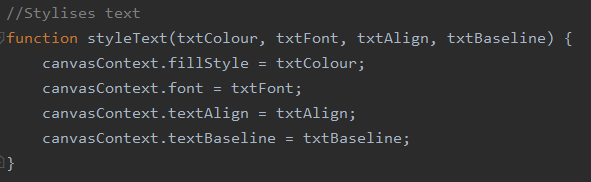 //Stylises text
function styleText(txtColour, txtFont, txtAlign, txtBaseline) {
canvasContext.fillStyle = txtColour;
canvasContext.font = txtFont;
canvasContext.textAlign = txtAlign;
canvasContext.textBaseline = txtBaseline;
}